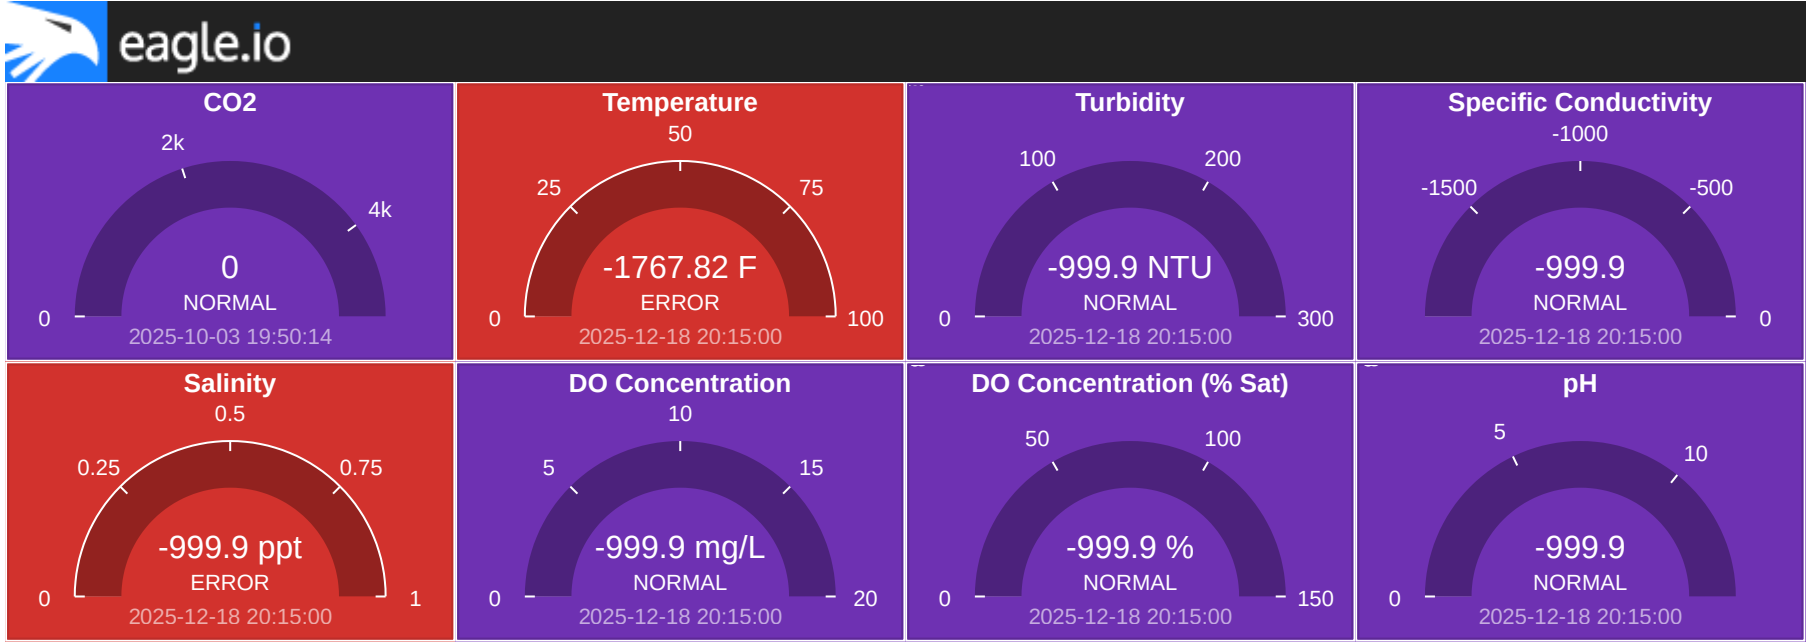 eagle.io
CO2
2k
4k
0
NORMAL
0
2025-10-03 19:50:14
Temperature
50
25
75
-1767.82 F
ERROR
0
100
2025-12-18 20:15:00
Turbidity
100
200
-999.9 NTU
NORMAL
0
300
2025-12-18 20:15:00
Specific Conductivity
-1000
-1500
-500
-999.9
NORMAL
0
2025-12-18 20:15:00
Salinity
0.5
0.25
0.75
-999.9 ppt
ERROR
0
1
2025-12-18 20:15:00
DO Concentration
10
5
15
-999.9 mg/L
NORMAL
0
20
2025-12-18 20:15:00
DO Concentration (% Sat)
50
100
-999.9 %
NORMAL
0
150
2025-12-18 20:15:00
pH
5
10
-999.9
NORMAL
0
2025-12-18 20:15:00